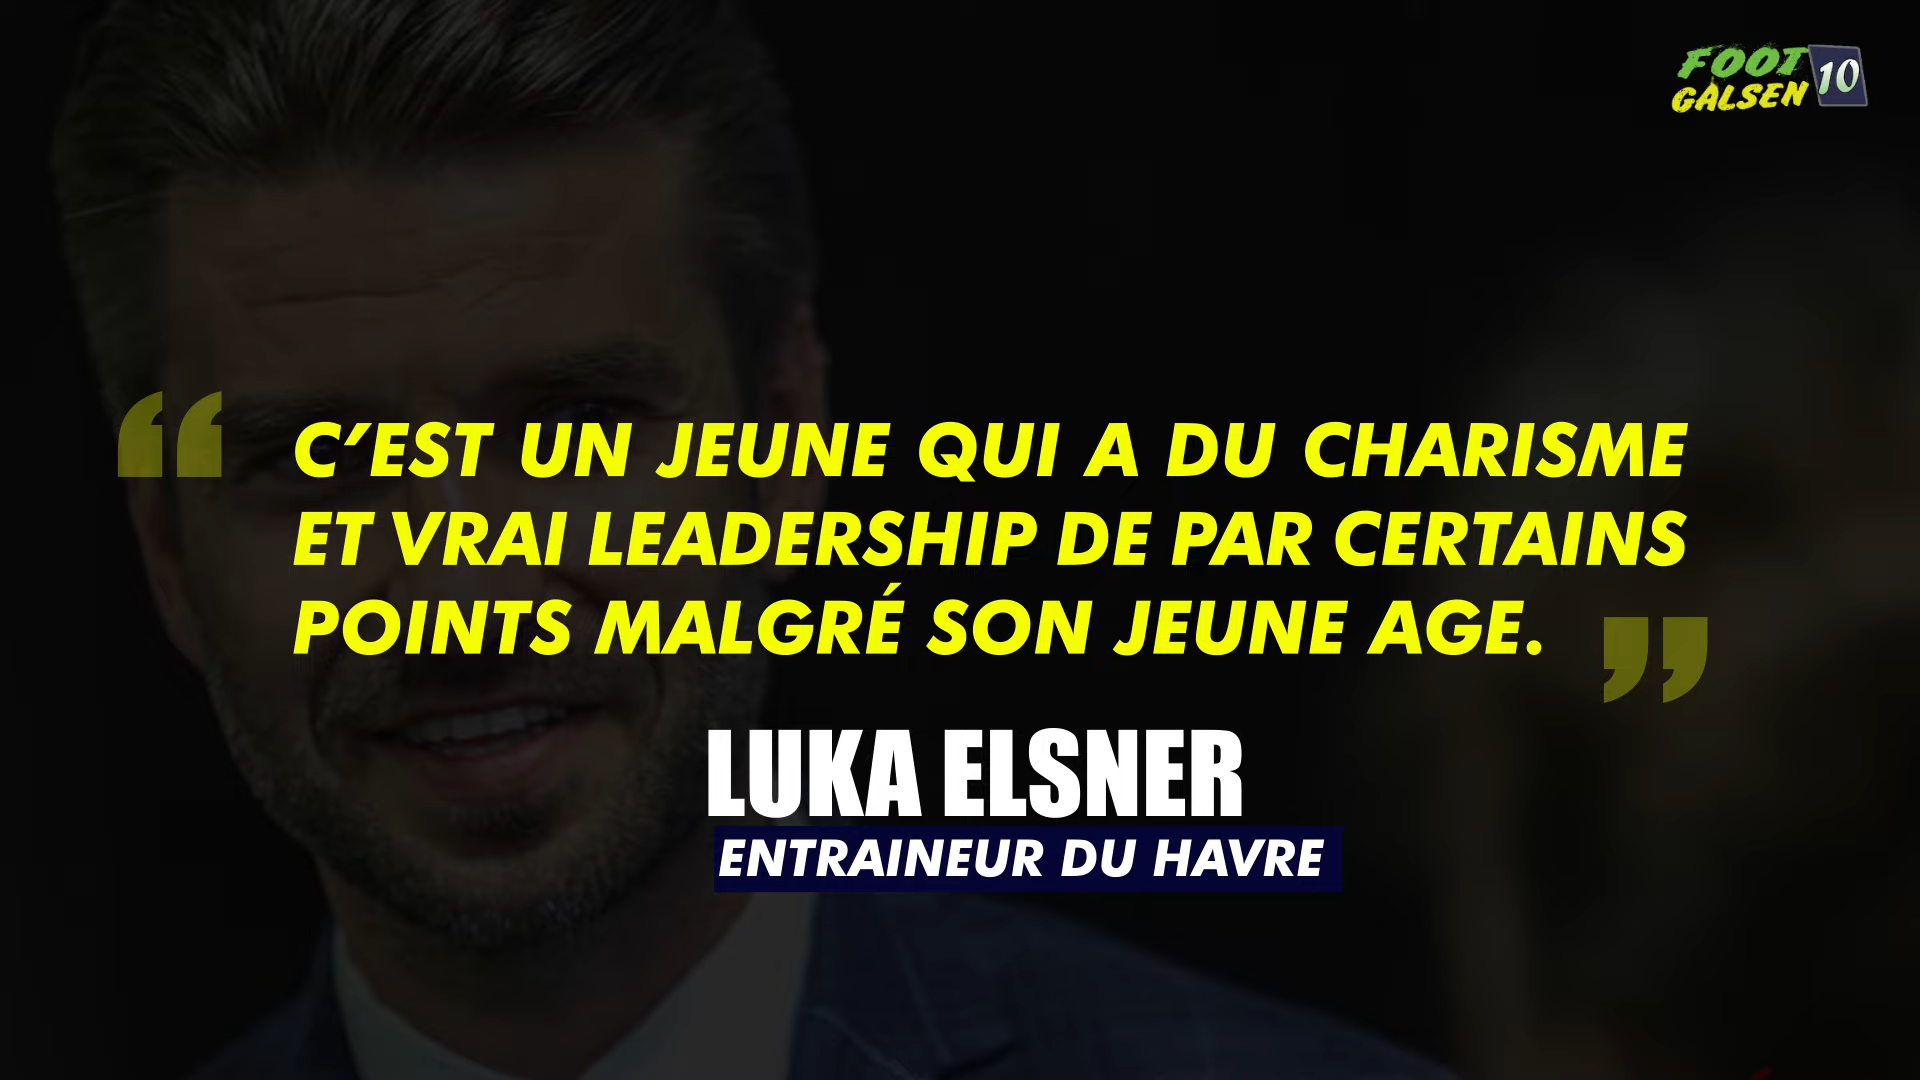 FOOT 10
GALSEN
“ C’EST UN JEUNE QUI A DU CHARISME
ET VRAI LEADERSHIP DE PAR CERTAINS
POINTS MALGRÉ SON JEUNE AGE. ”
LUKA ELSNER
ENTRAINEUR DU HAVRE